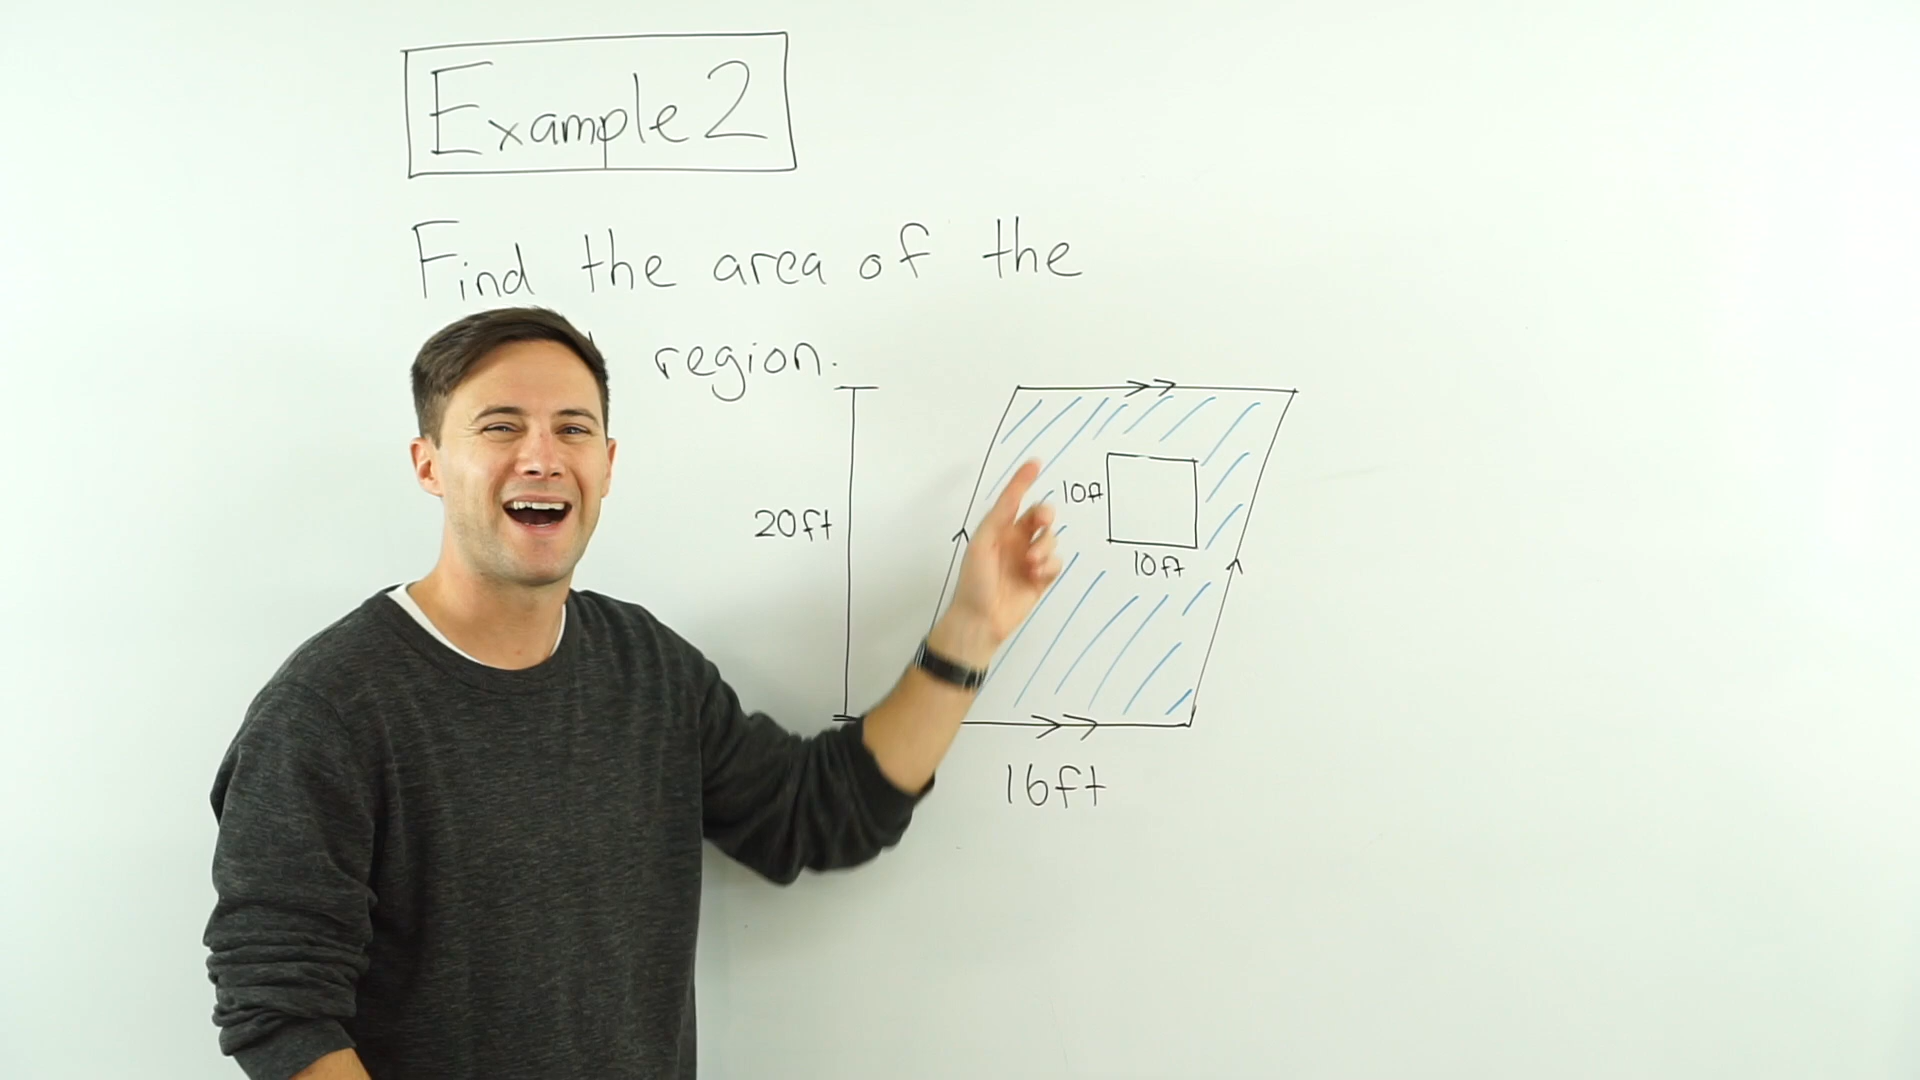 Example 2
Find the area of the
region.
20ft
10ft
10ft
16ft